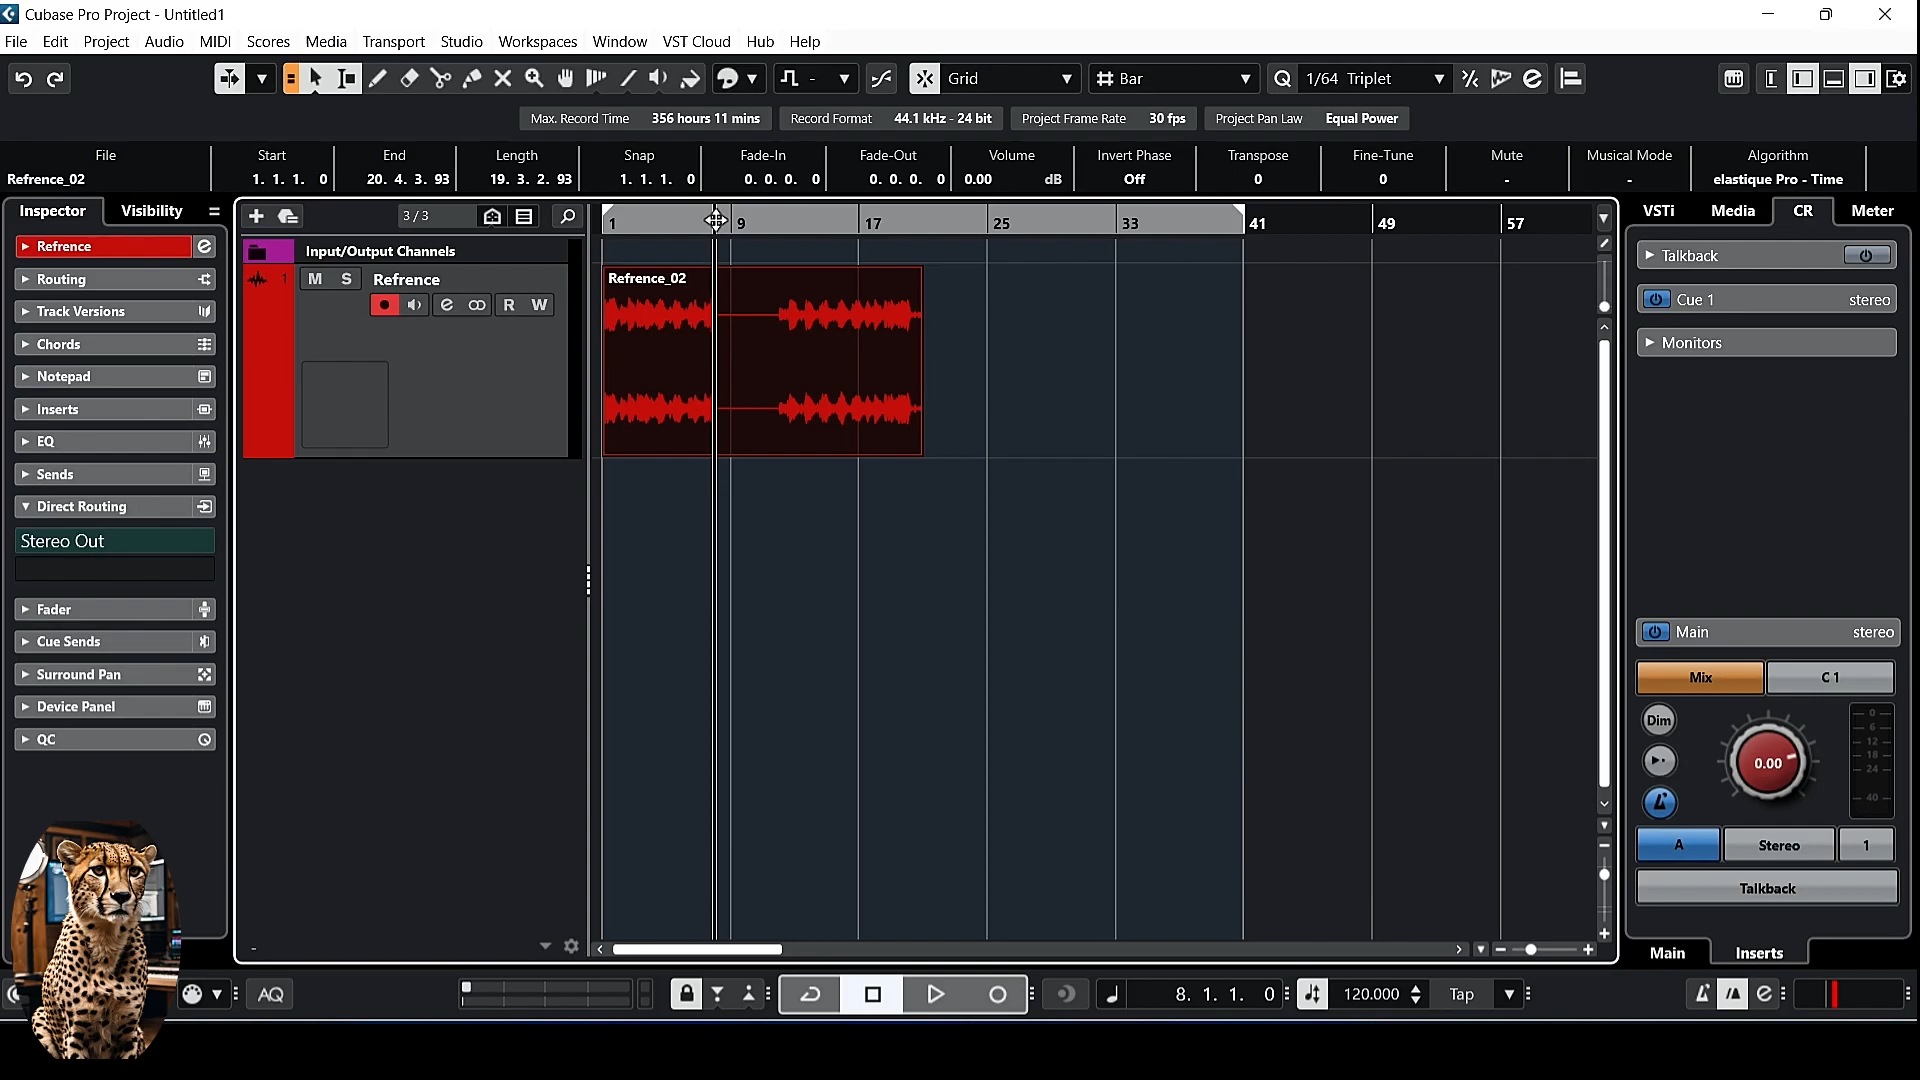 Cubase Pro Project - Untitled1
File Edit Project Audio MIDI Scores Media Transport Studio Workspaces Window VST Cloud Hub Help
- Grid Bar 1/64 Triplet
Max. Record Time 356 hours 11 mins Record Format 44.1 kHz - 24 bit Project Frame Rate 30 fps Project Pan Law Equal Power
File Start End Length Snap Fade-In Fade-Out Volume Invert Phase Transpose Fine-Tune Mute Musical Mode Algorithm
Refrence_02 1. 1. 1. 0 20. 4. 3. 93 19. 3. 2. 93 1. 1. 1. 0 0. 0. 0. 0 0. 0. 0. 0 0.00 dB Off 0 0 - - elastique Pro - Time
Inspector Visibility
3 / 3
1 9 17 25 33 41 49 57
VSTi Media CR Meter
Refrence
Routing
Track Versions
Chords
Notepad
Inserts
EQ
Sends
Direct Routing
Stereo Out
Fader
Cue Sends
Surround Pan
Device Panel
QC
Input/Output Channels
1 M S Refrence
R W
Refrence_02
Talkback
Cue 1 stereo
Monitors
Main stereo
Mix C 1
Dim
0.00
0
6
12
18
24
40
A Stereo 1
Talkback
Main Inserts
-
AQ 8. 1. 1. 0 120.000 Tap